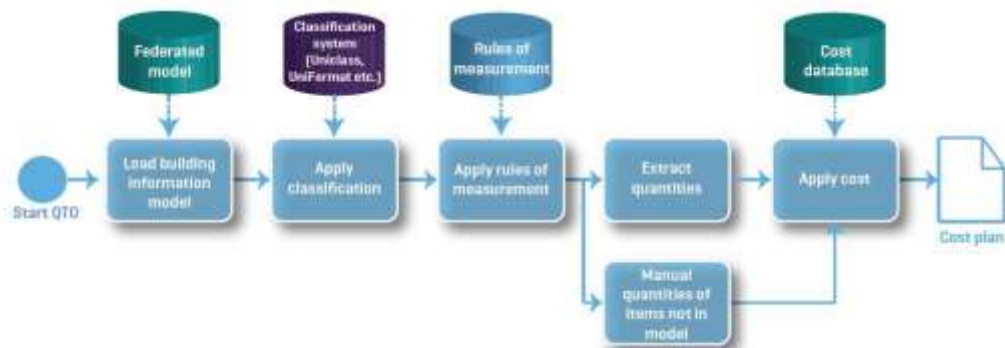 Federated
model
Classification
system
(Uniclass,
UniFormat etc.)
Rules of
measurement
Cost
database
Start QTO
Load building
information
model
Apply
classification
Apply rules of
measurement
Extract
quantities
Apply cost
Cost plan
Manual
quantities of
items not in
model